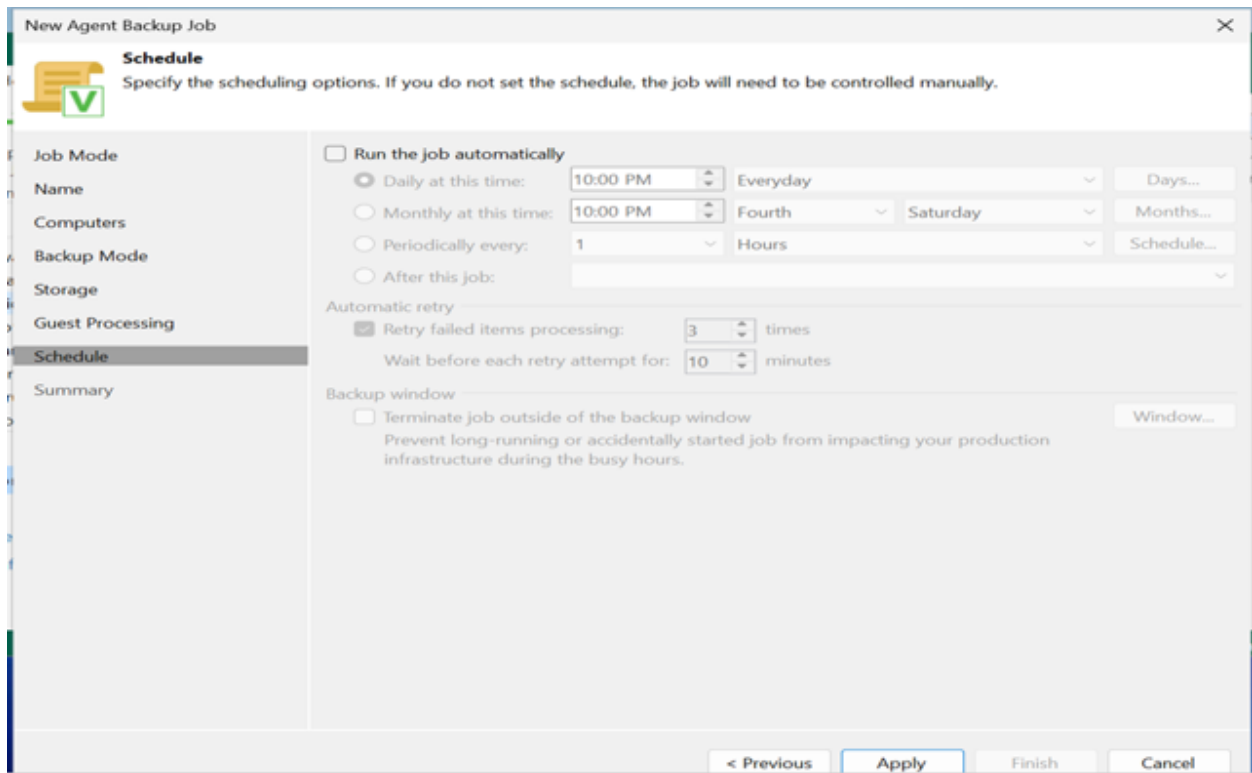 New Agent Backup Job
Schedule
Specify the scheduling options. If you do not set the schedule, the job will need to be controlled manually.
Job Mode
Name
Computers
Backup Mode
Storage
Guest Processing
Schedule
Summary
Run the job automatically
Daily at this time: 10:00 PM Everyday Days...
Monthly at this time: 10:00 PM Fourth Saturday Months...
Periodically every: 1 Hours Schedule...
After this job:
Automatic retry
Retry failed items processing: 3 times
Wait before each retry attempt for: 10 minutes
Backup window
Terminate job outside of the backup window Window...
Prevent long-running or accidentally started job from impacting your production
infrastructure during the busy hours.
< Previous Apply Finish Cancel